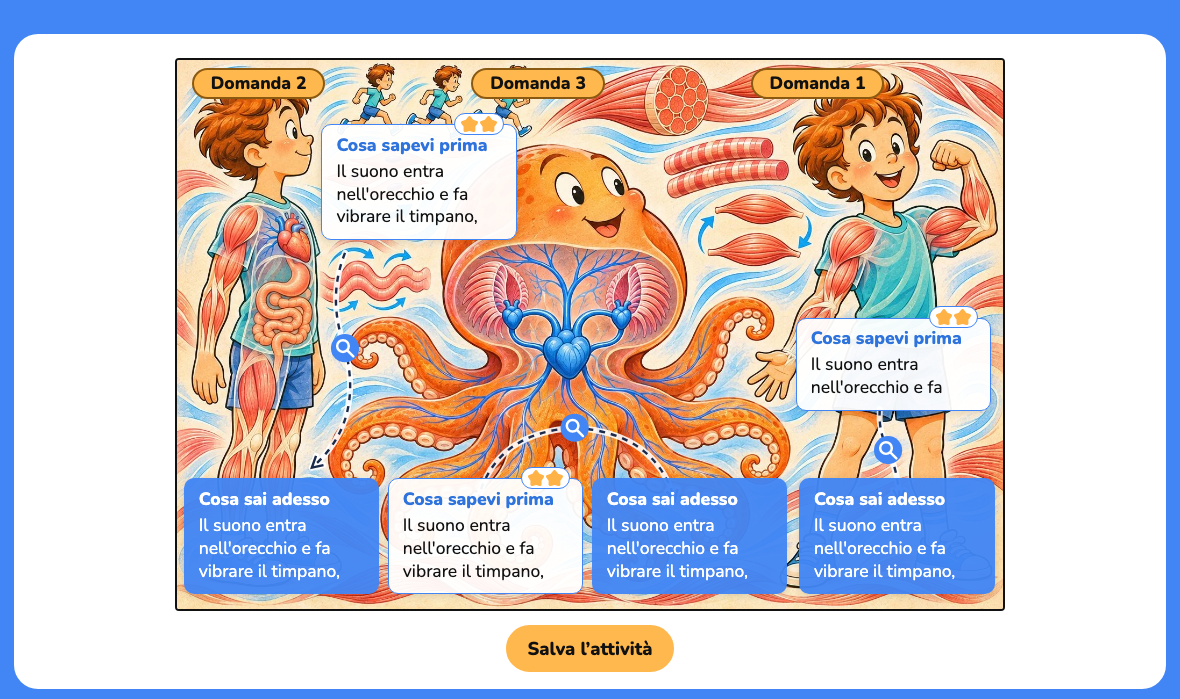 Domanda 2
Domanda 3
Domanda 1
Cosa sapevi prima
Il suono entra
nell'orecchio e fa
vibrare il timpano,
Cosa sapevi prima
Il suono entra
nell'orecchio e fa
Cosa sai adesso
Il suono entra
nell'orecchio e fa
vibrare il timpano,
Cosa sapevi prima
Il suono entra
nell'orecchio e fa
vibrare il timpano,
Cosa sai adesso
Il suono entra
nell'orecchio e fa
vibrare il timpano,
Cosa sai adesso
Il suono entra
nell'orecchio e fa
vibrare il timpano,
Salva l’attività